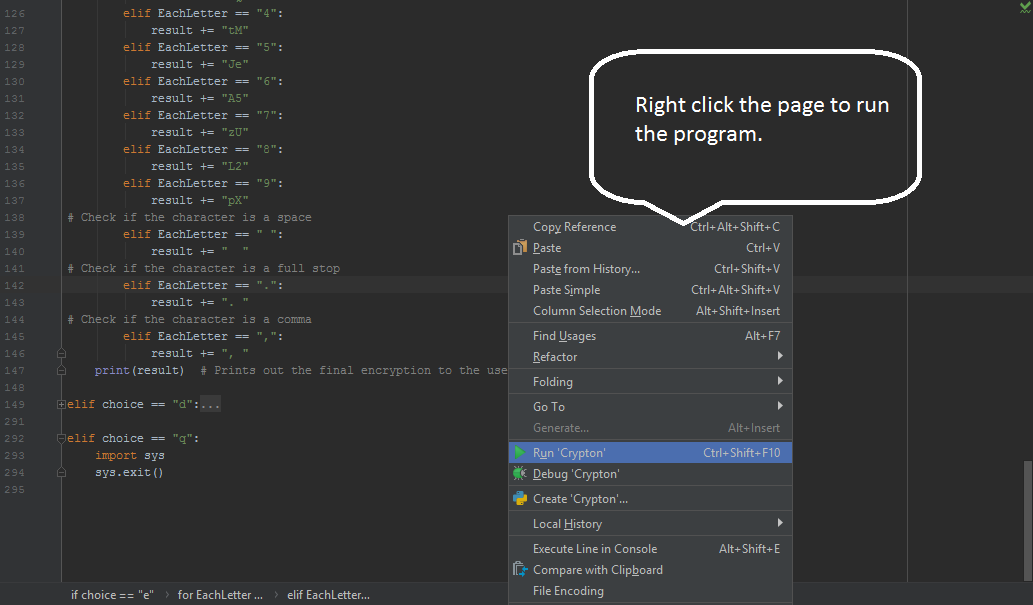 126 elif EachLetter == "4":
127 result += "tM"
128 elif EachLetter == "5":
129 result += "Je"
130 elif EachLetter == "6":
131 result += "A5"
132 elif EachLetter == "7":
133 result += "zU"
134 elif EachLetter == "8":
135 result += "L2"
136 elif EachLetter == "9":
137 result += "pX"
138 # Check if the character is a space
139 elif EachLetter == " ":
140 result += "  "
141 # Check if the character is a full stop
142 elif EachLetter == ".":
143 result += ". "
144 # Check if the character is a comma
145 elif EachLetter == ",":
146 result += ", "
147 print(result)  # Prints out the final encryption to the use
148
149 elif choice == "d":...
291
292 elif choice == "q":
293 import sys
294 sys.exit()
295
Right click the page to run
the program.
Copy Reference Ctrl+Alt+Shift+C
Paste Ctrl+V
Paste from History... Ctrl+Shift+V
Paste Simple Ctrl+Alt+Shift+V
Column Selection Mode Alt+Shift+Insert
Find Usages Alt+F7
Refactor
Folding
Go To
Generate... Alt+Insert
Run 'Crypton' Ctrl+Shift+F10
Debug 'Crypton'
Create 'Crypton'...
Local History
Execute Line in Console Alt+Shift+E
Compare with Clipboard
File Encoding
if choice == "e" › for EachLetter ... › elif EachLetter...